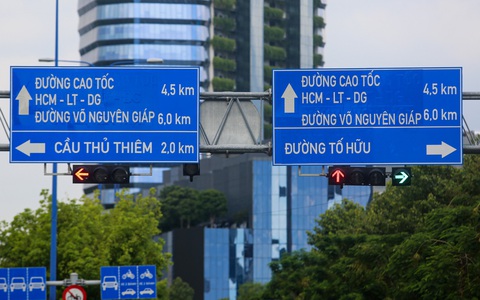 ĐƯỜNG CAO TỐC 4,5 km
HCM - LT - DG
ĐƯỜNG VÕ NGUYÊN GIÁP 6,0 km
CẦU THỦ THIÊM 2,0 km
ĐƯỜNG CAO TỐC 4,5 km
HCM - LT - DG
ĐƯỜNG VÕ NGUYÊN GIÁP 6,0 km
ĐƯỜNG TỐ HỮU